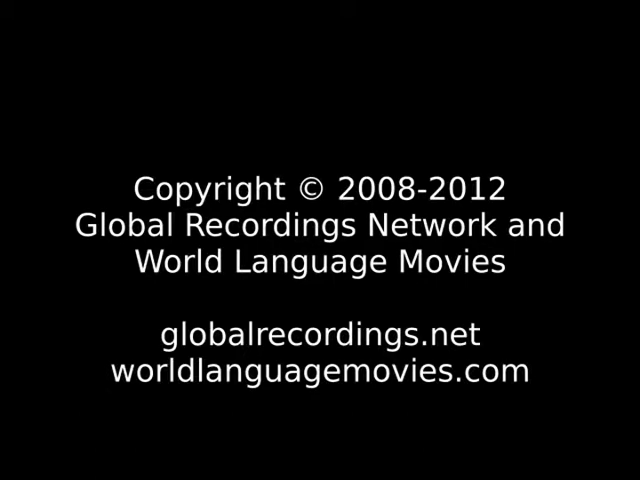 Copyright © 2008-2012
Global Recordings Network and
World Language Movies
globalrecordings.net
worldlanguagemovies.com